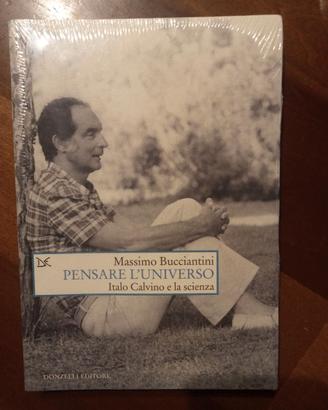 Massimo Bucciantini
PENSARE L'UNIVERSO
Italo Calvino e la scienza
DONZELLI EDITORE